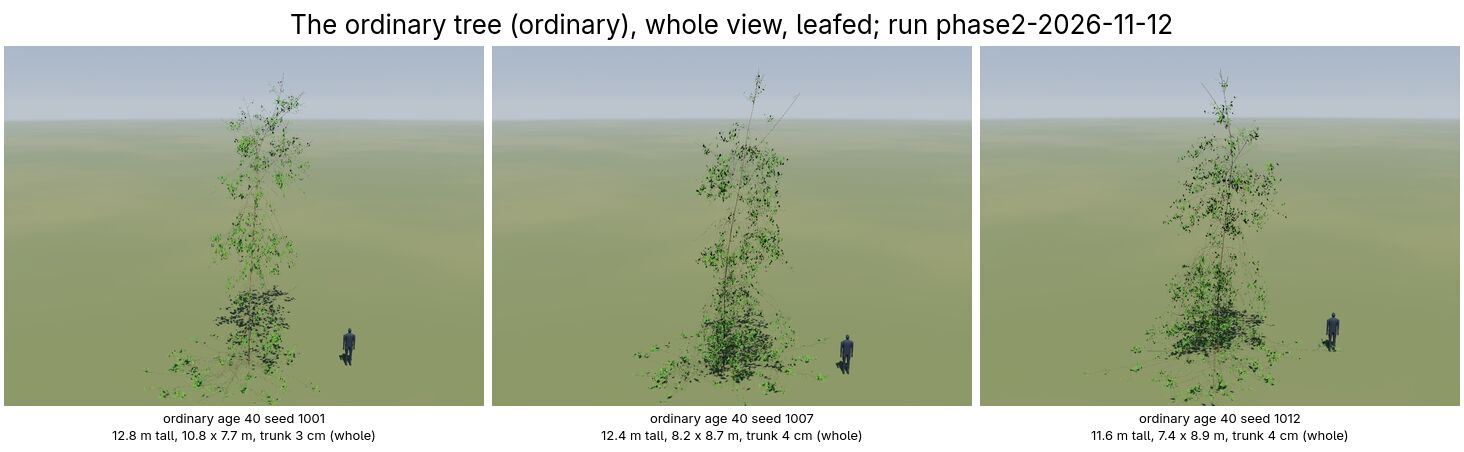 The ordinary tree (ordinary), whole view, leafed; run phase2-2026-11-12
ordinary age 40 seed 1001
12.8 m tall, 10.8 x 7.7 m, trunk 3 cm (whole)
ordinary age 40 seed 1007
12.4 m tall, 8.2 x 8.7 m, trunk 4 cm (whole)
ordinary age 40 seed 1012
11.6 m tall, 7.4 x 8.9 m, trunk 4 cm (whole)